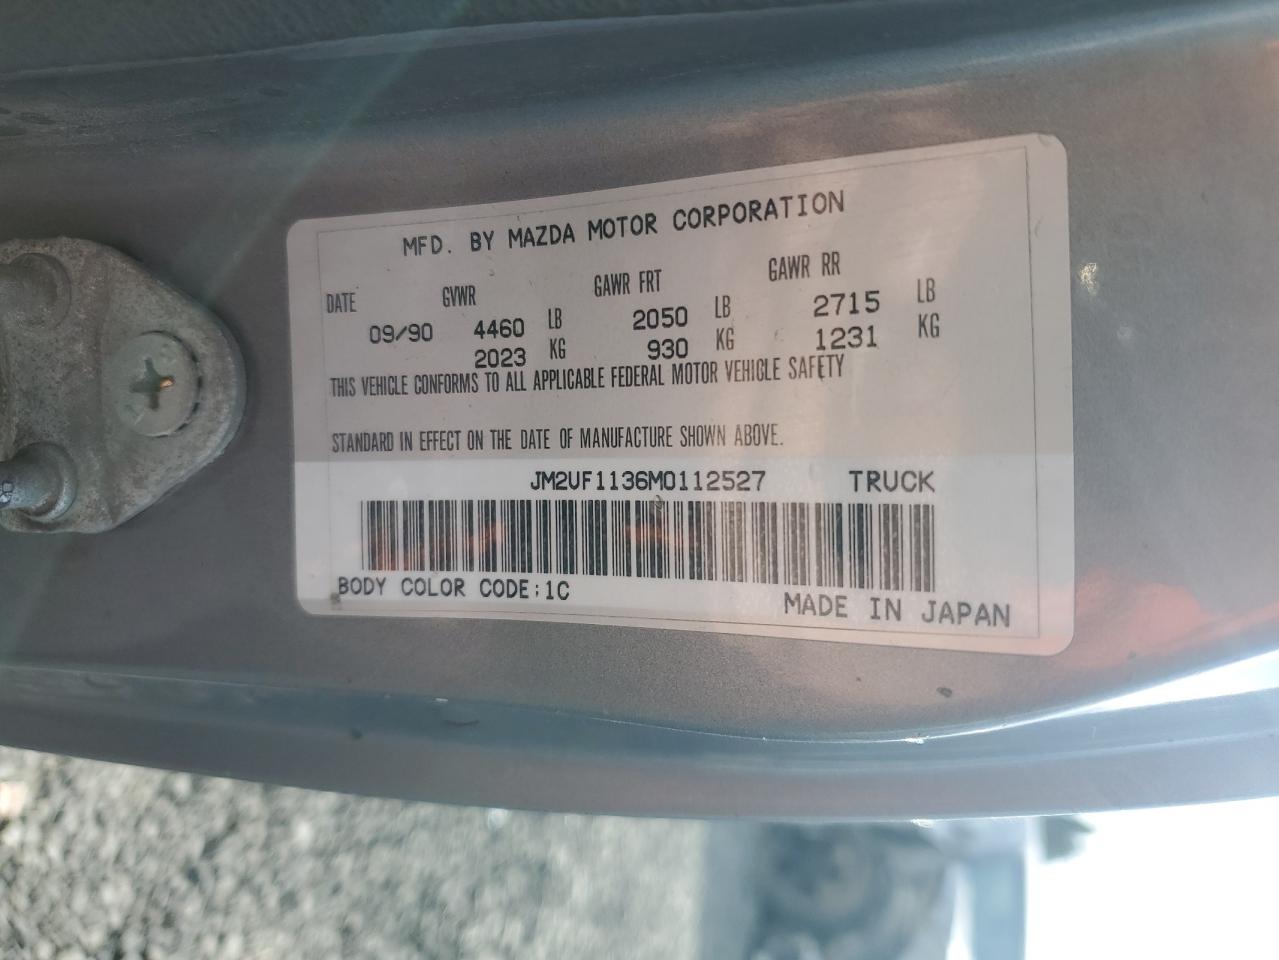 MFD. BY MAZDA MOTOR CORPORATION
DATE GVWR GAWR FRT GAWR RR
09/90 4460 LB 2050 LB 2715 LB
2023 KG 930 KG 1231 KG
THIS VEHICLE CONFORMS TO ALL APPLICABLE FEDERAL MOTOR VEHICLE SAFETY
STANDARD IN EFFECT ON THE DATE OF MANUFACTURE SHOWN ABOVE.
JM2UF1136M0112527 TRUCK
BODY COLOR CODE:1C
MADE IN JAPAN